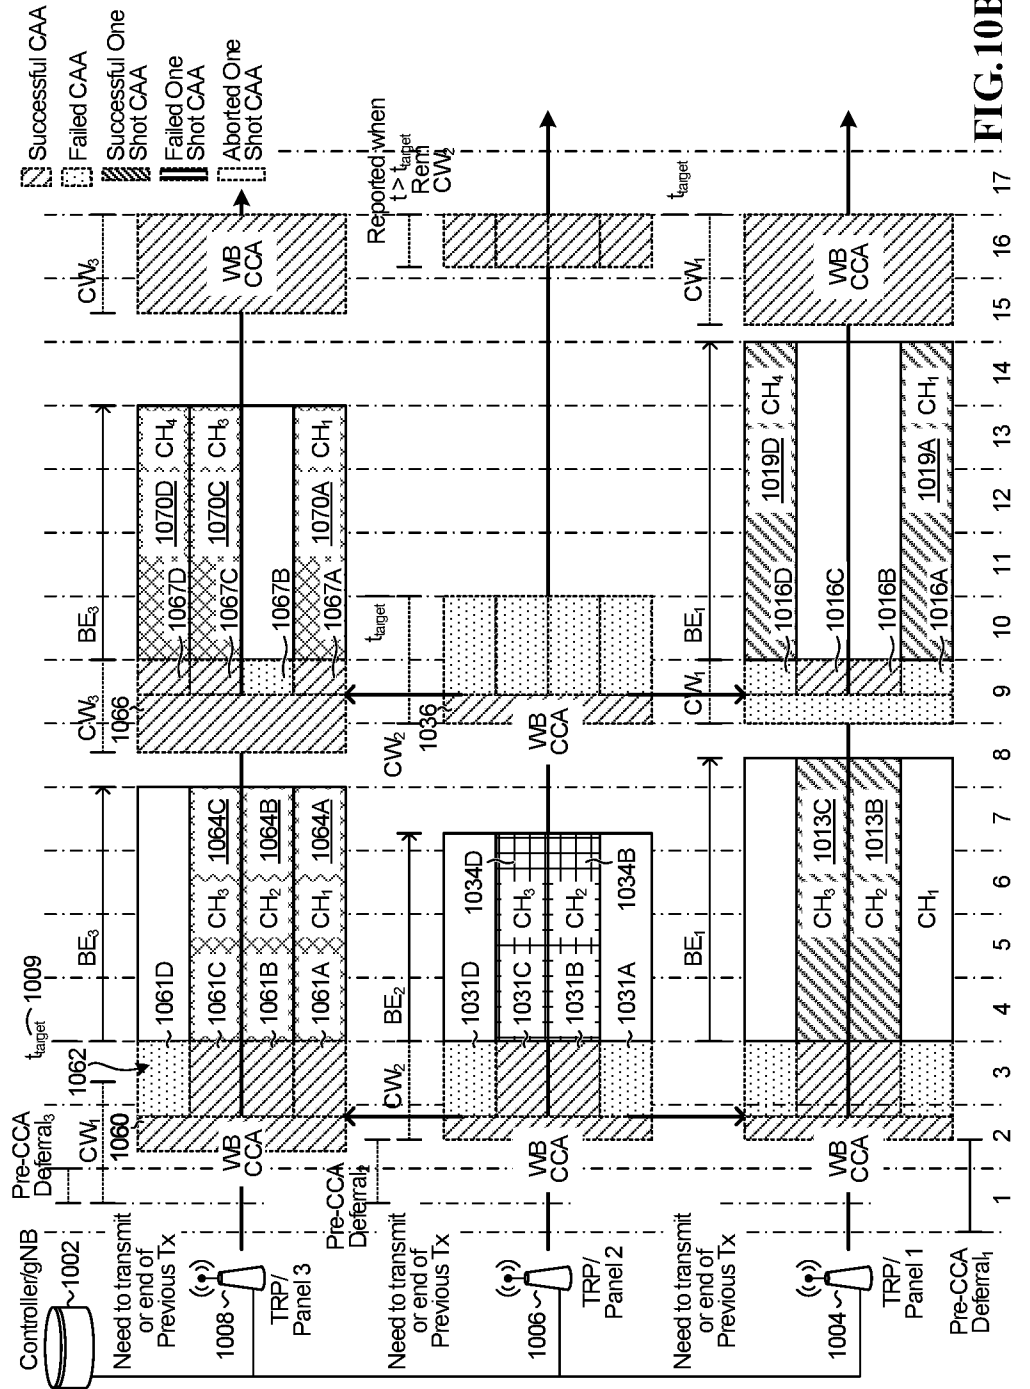 Controller/gNB
1002
Need to transmit
or end of
Previous Tx
1008
TRP/
Panel 3
Need to transmit
or end of
Previous Tx
1006
TRP/
Panel 2
Need to transmit
or end of
Previous Tx
1004
TRP/
Panel 1
Pre-CCA
Deferral1
Pre-CCA
Deferral3
CW1
1060
1062
ttarget
1009
WB
CCA
BE3
1061D
1061C
CH3
1064C
1061B
CH2
1064B
1061A
CH1
1064A
CW3
1066
BE3
1067D
1070D
CH4
1067C
1070C
CH3
1067B
1067A
1070A
CH1
CW3
WB
CCA
Successful CAA
Failed CAA
Successful One
Shot CAA
Failed One
Shot CAA
Aborted One
Shot CAA
Pre-CCA
Deferral2
CW2
WB
CCA
BE2
1031D
1034D
1031C
CH3
1031B
CH2
1034B
1031A
CW2
1036
WB
CCA
ttarget
Reported when
t > ttarget
Rem
CW2
WB
CCA
BE1
CH3
1013C
CH2
1013B
CH1
CW1
BE1
1016D
1019D
CH4
1016C
1016B
1016A
1019A
CH1
CW1
WB
CCA
ttarget
1 2 3 4 5 6 7 8 9 10 11 12 13 14 15 16 17
FIG.10B